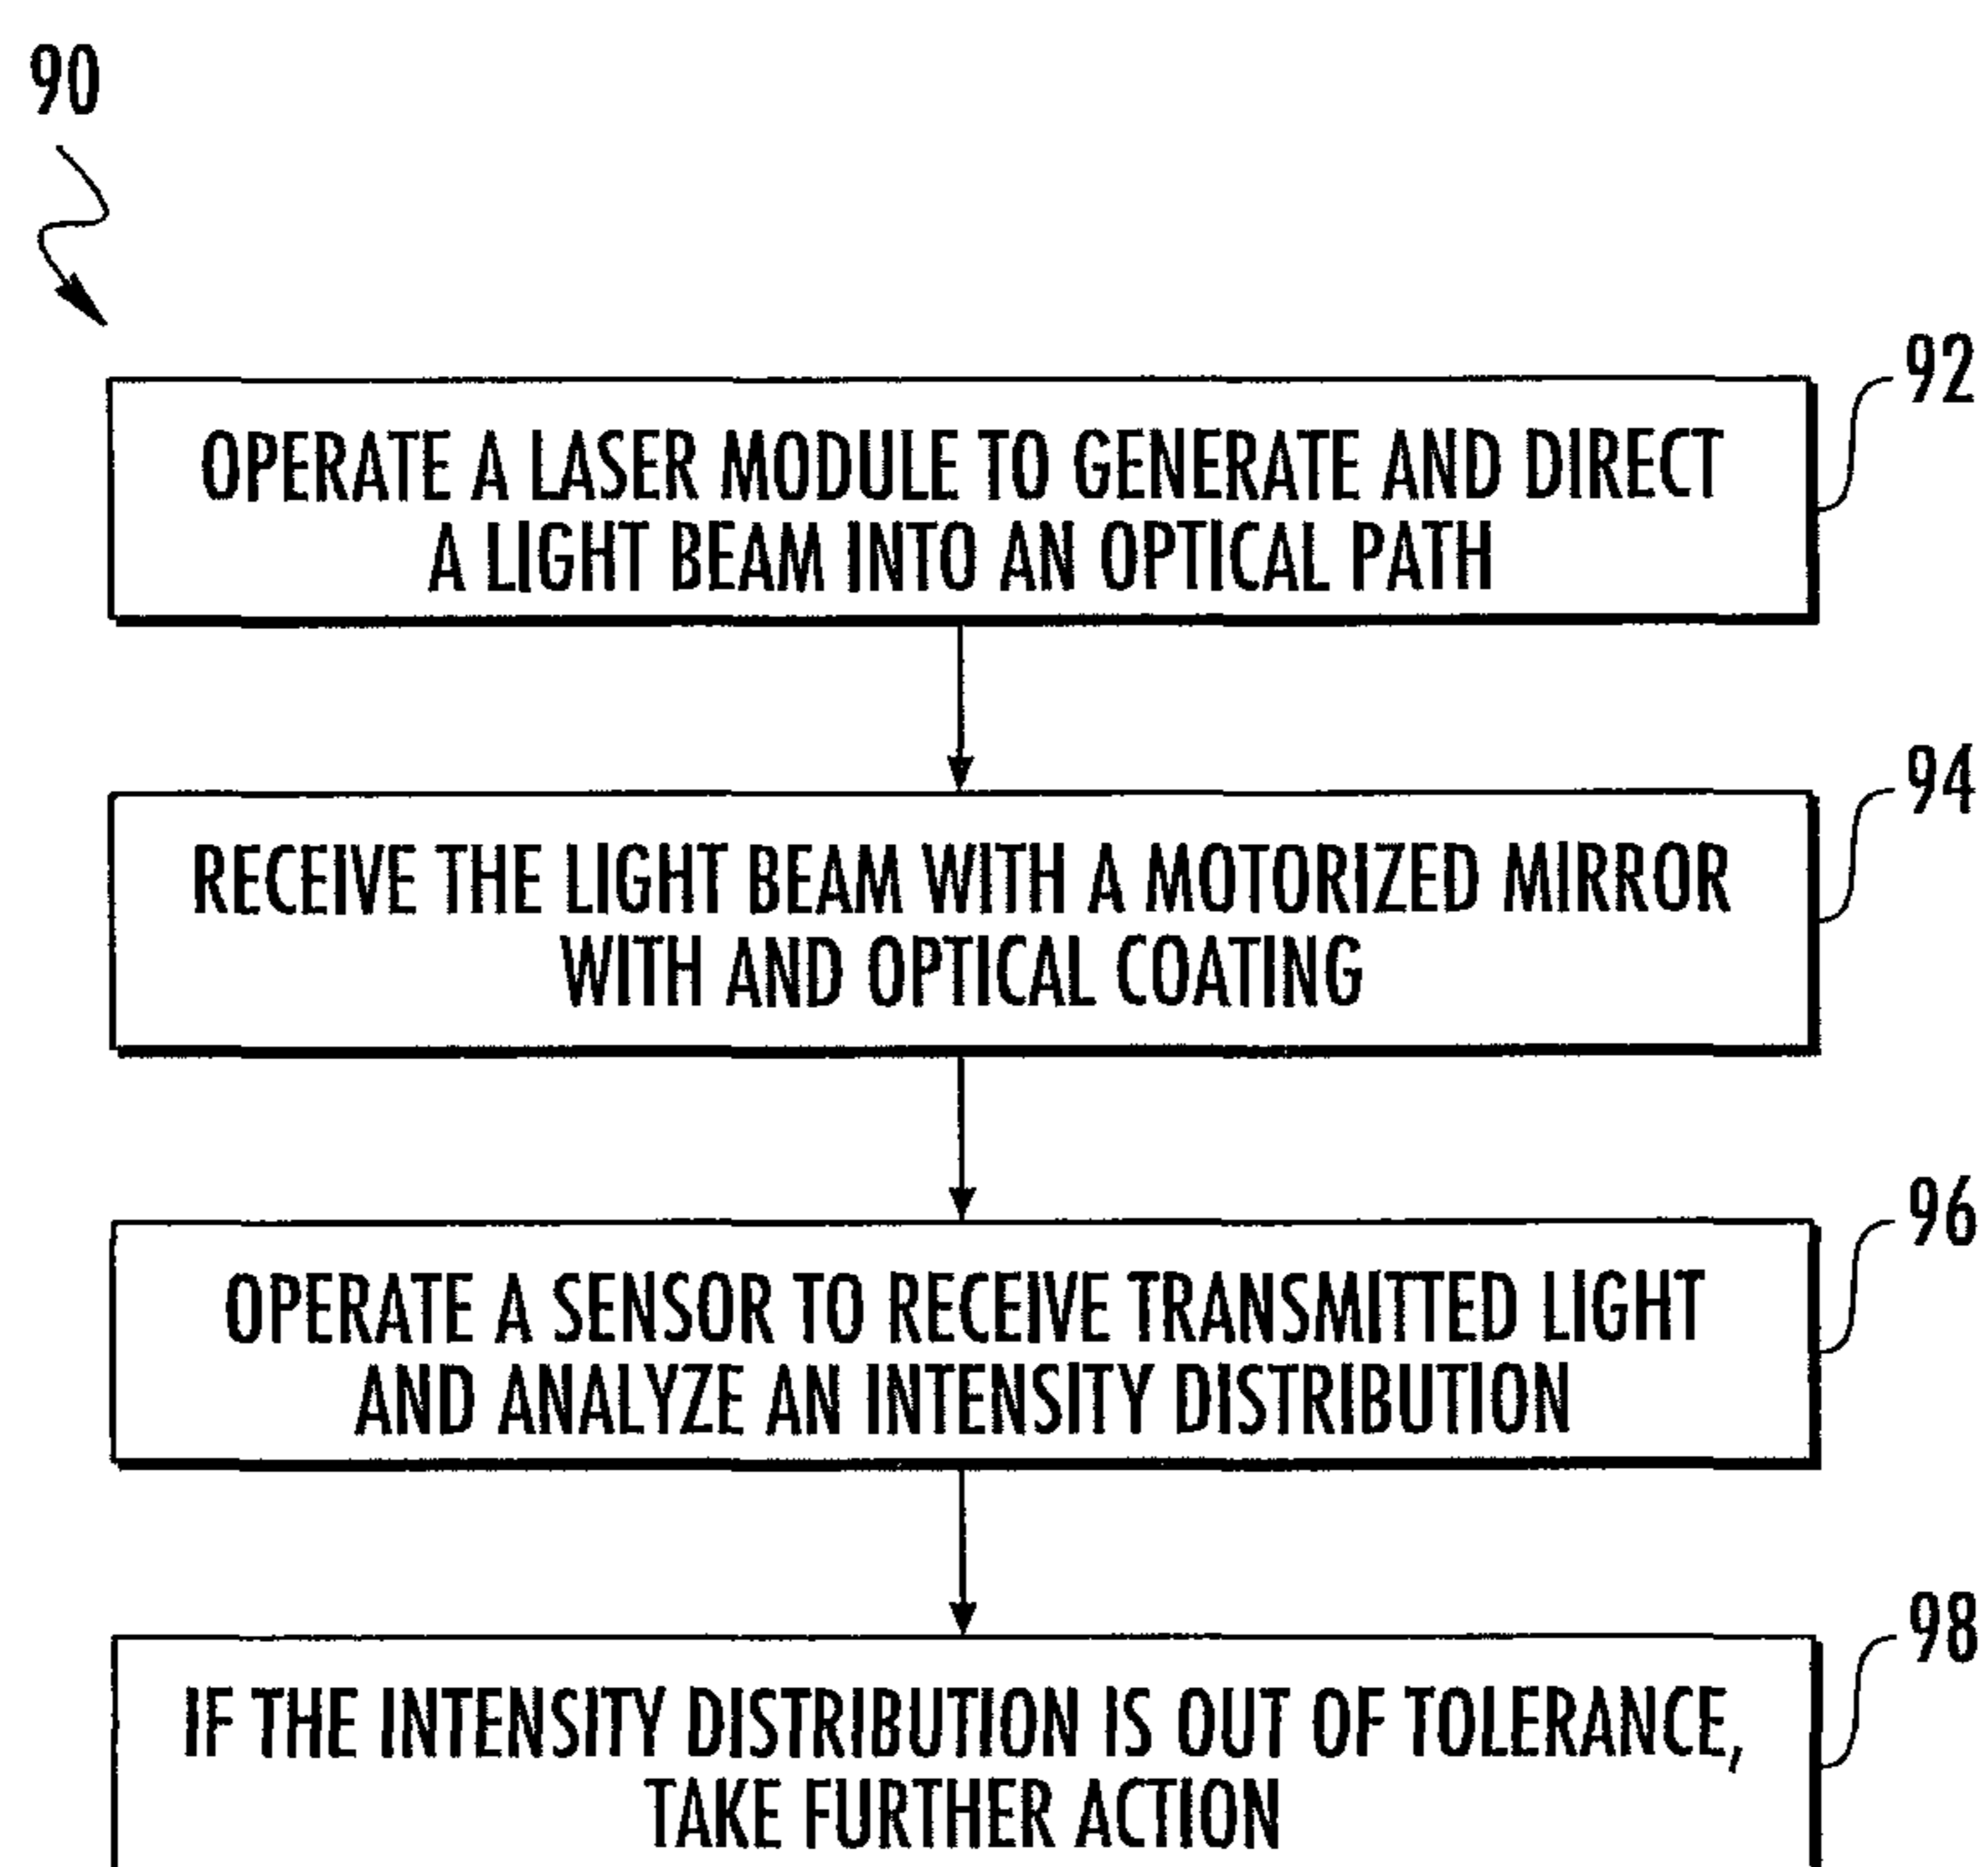 90
92
OPERATE A LASER MODULE TO GENERATE AND DIRECT
A LIGHT BEAM INTO AN OPTICAL PATH
94
RECEIVE THE LIGHT BEAM WITH A MOTORIZED MIRROR
WITH AND OPTICAL COATING
96
OPERATE A SENSOR TO RECEIVE TRANSMITTED LIGHT
AND ANALYZE AN INTENSITY DISTRIBUTION
98
IF THE INTENSITY DISTRIBUTION IS OUT OF TOLERANCE,
TAKE FURTHER ACTION